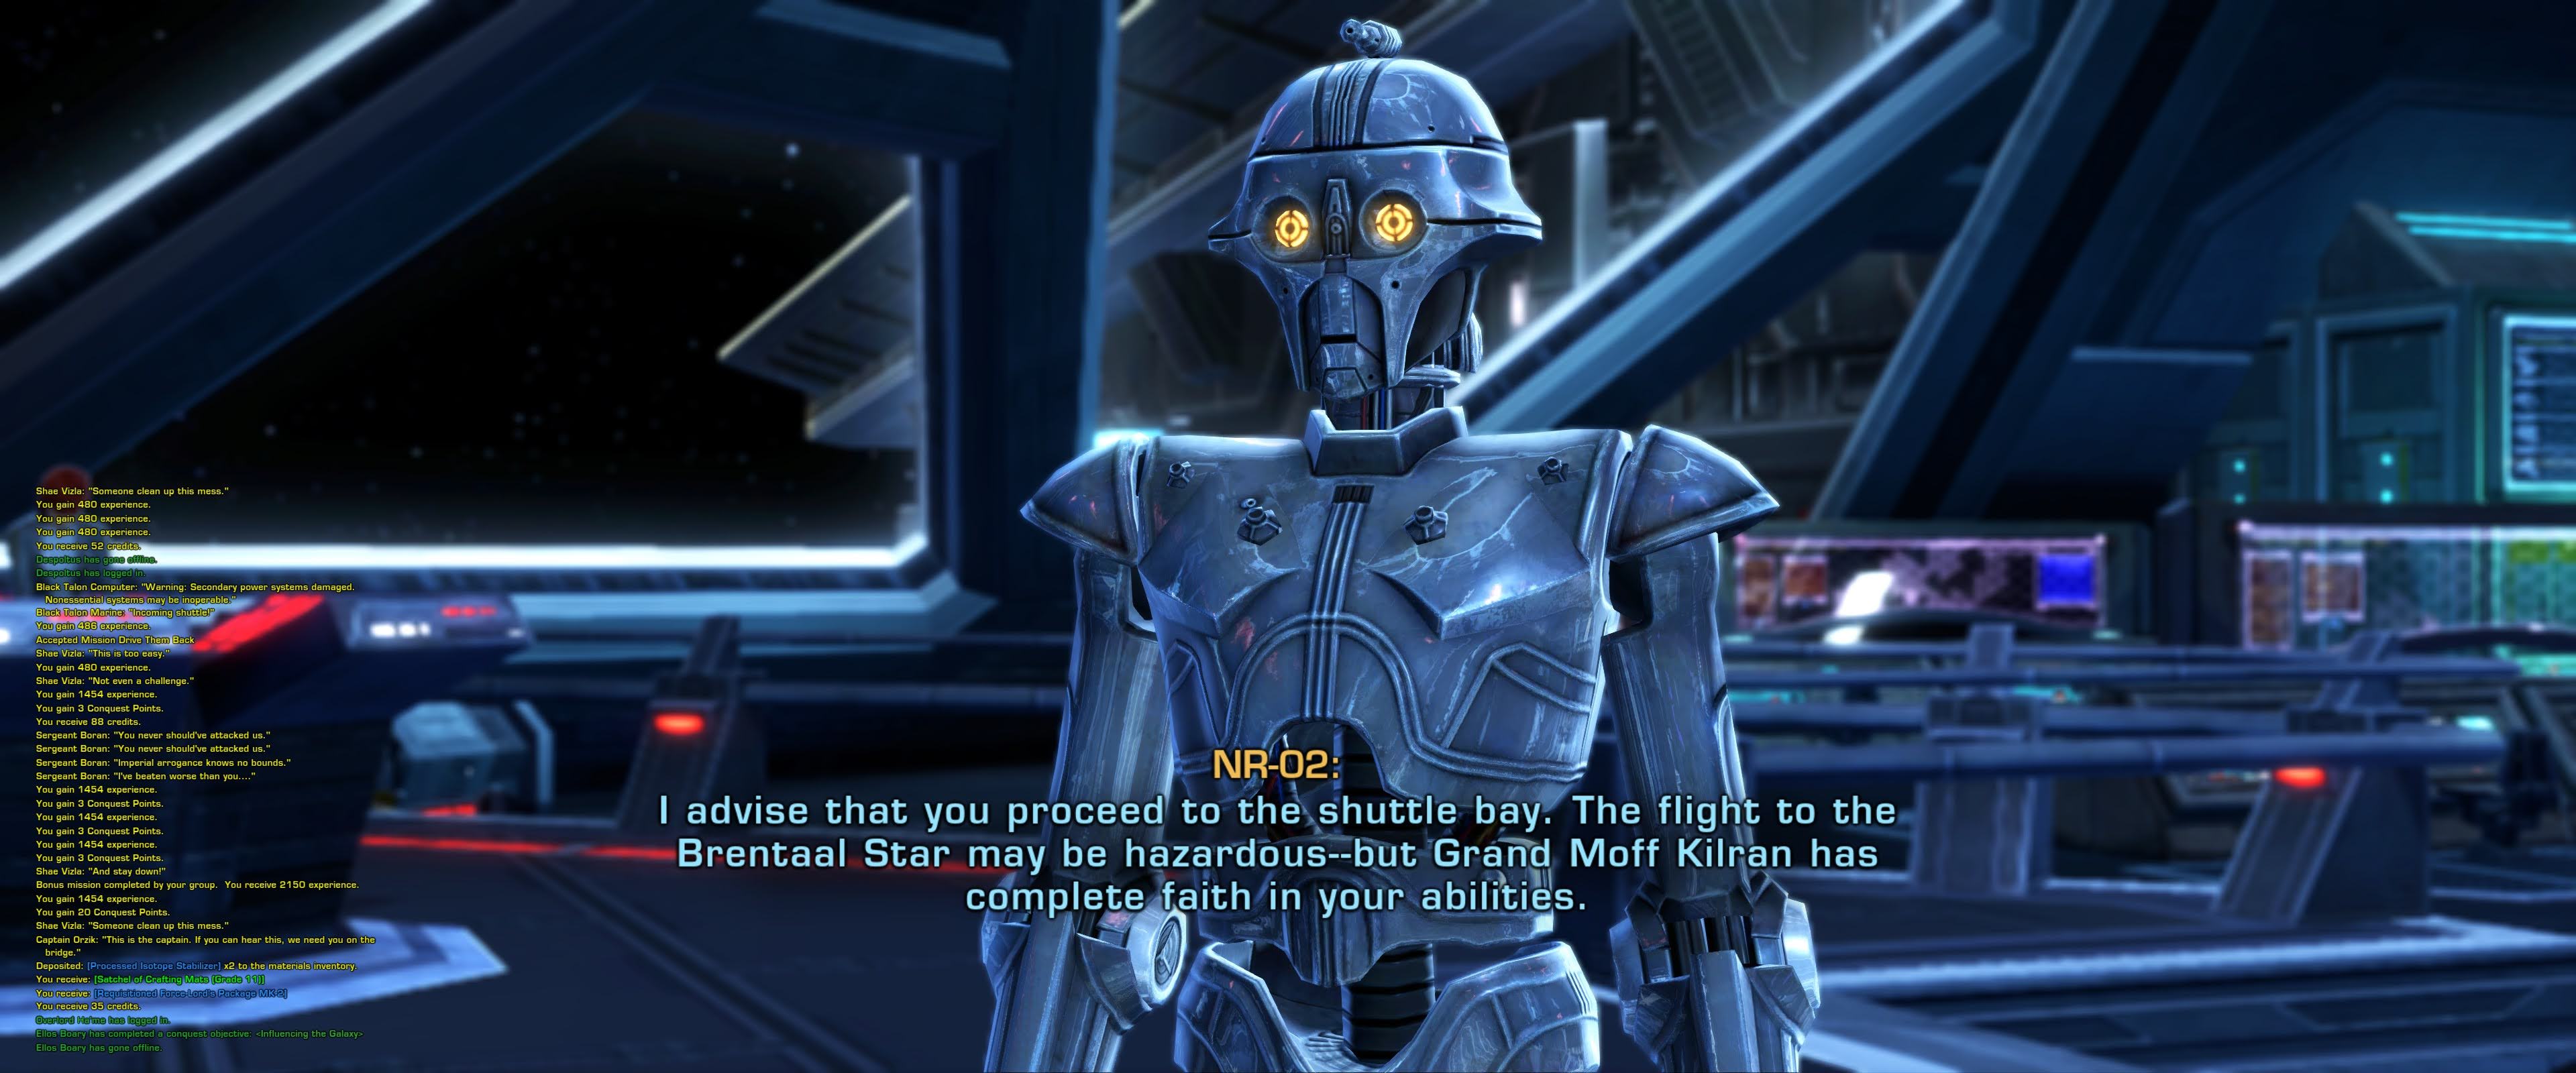 Shae Vizla: "Someone clean up this mess."
You gain 480 experience.
You gain 480 experience.
You gain 480 experience.
You receive 52 credits.
Despoltus has gone offline.
Despoltus has logged in.
Black Talon Computer: "Warning: Secondary power systems damaged.
Nonessential systems may be inoperable."
Black Talon Marine: "Incoming shuttle!"
You gain 486 experience.
Accepted Mission Drive Them Back
Shae Vizla: "This is too easy."
You gain 480 experience.
Shae Vizla: "Not even a challenge."
You gain 1454 experience.
You gain 3 Conquest Points.
You receive 88 credits.
Sergeant Boran: "You never should've attacked us."
Sergeant Boran: "You never should've attacked us."
Sergeant Boran: "Imperial arrogance knows no bounds."
Sergeant Boran: "I've beaten worse than you...."
You gain 1454 experience.
You gain 3 Conquest Points.
You gain 1454 experience.
You gain 3 Conquest Points.
You gain 1454 experience.
You gain 3 Conquest Points.
Shae Vizla: "And stay down!"
Bonus mission completed by your group. You receive 2150 experience.
You gain 1454 experience.
You gain 20 Conquest Points.
Shae Vizla: "Someone clean up this mess."
Captain Orzik: "This is the captain. If you can hear this, we need you on the
bridge."
Deposited: [Processed Isotope Stabilizer] x2 to the materials inventory.
You receive: [Satchel of Crafting Mats (Grade 11)]
You receive: [Requisitioned Force-Lord's Package MK-2]
You receive 35 credits.
Overlord Ha'me has logged in.
Ellos Boary has completed a conquest objective: <Influencing the Galaxy>
Ellos Boary has gone offline.
NR-02:
I advise that you proceed to the shuttle bay. The flight to the
Brentaal Star may be hazardous--but Grand Moff Kilran has
complete faith in your abilities.